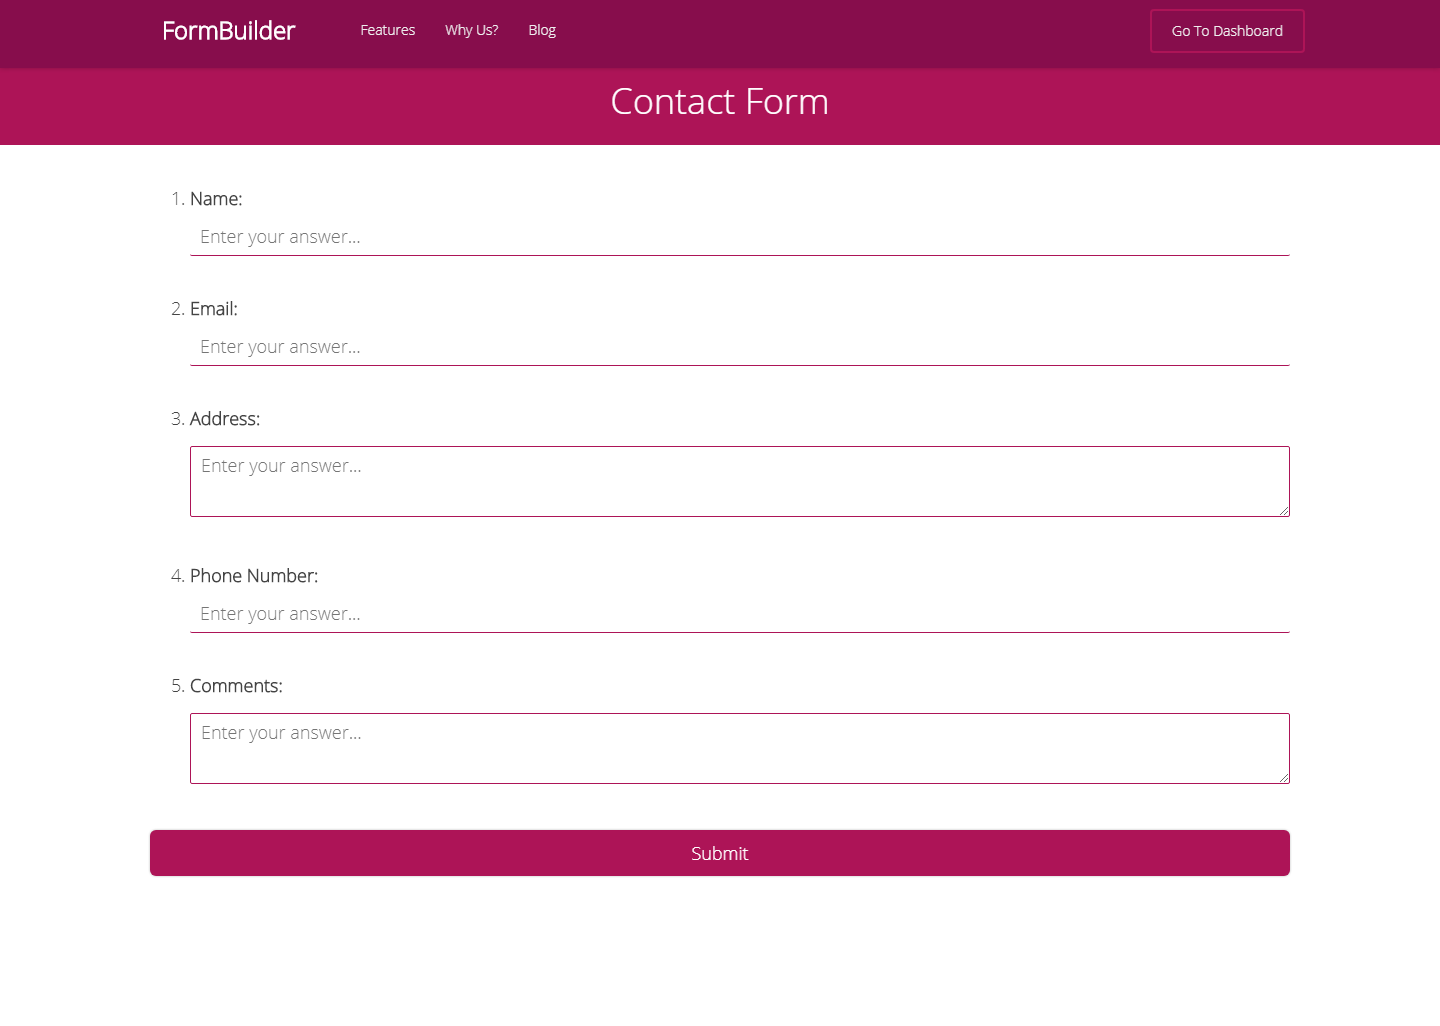 FormBuilder Features Why Us? Blog Go To Dashboard
Contact Form
1. Name:
Enter your answer...
2. Email:
Enter your answer...
3. Address:
Enter your answer...
4. Phone Number:
Enter your answer...
5. Comments:
Enter your answer...
Submit